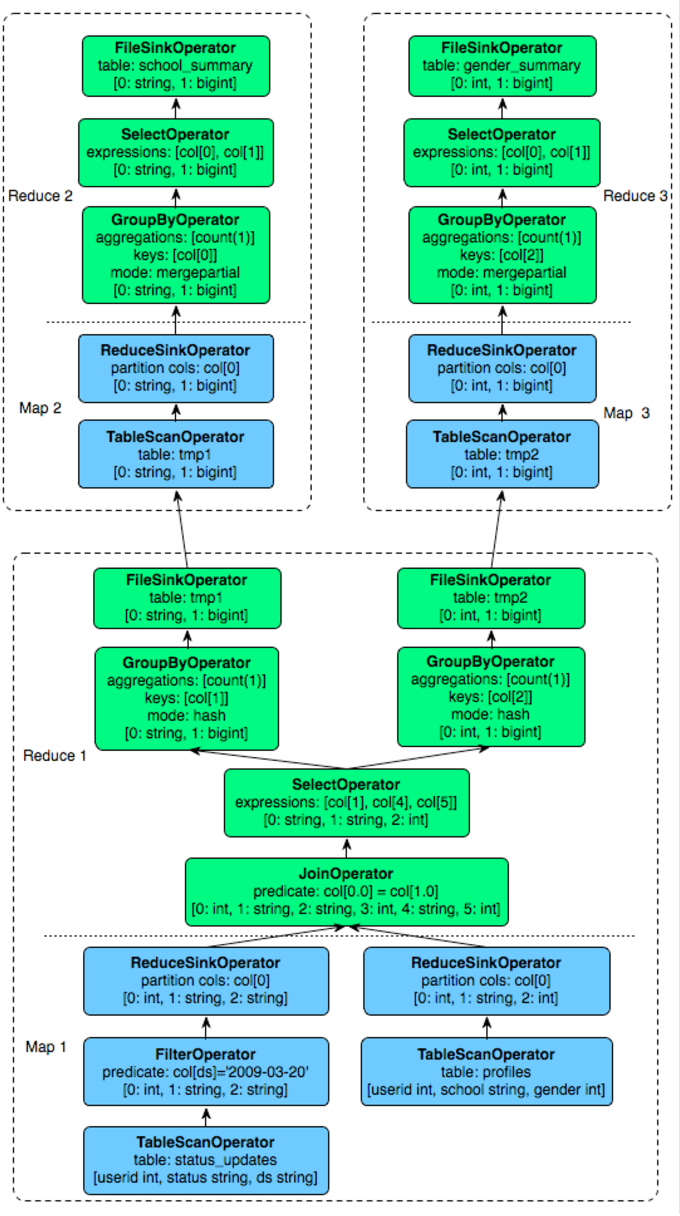 FileSinkOperator
table: school_summary
[0: string, 1: bigint]
SelectOperator
expressions: [col[0], col[1]]
[0: string, 1: bigint]
Reduce 2
GroupByOperator
aggregations: [count(1)]
keys: [col[0]]
mode: mergepartial
[0: string, 1: bigint]
ReduceSinkOperator
partition cols: col[0]
[0: string, 1: bigint]
Map 2
TableScanOperator
table: tmp1
[0: string, 1: bigint]
FileSinkOperator
table: gender_summary
[0: int, 1: bigint]
SelectOperator
expressions: [col[0], col[1]]
[0: int, 1: bigint]
Reduce 3
GroupByOperator
aggregations: [count(1)]
keys: [col[2]]
mode: mergepartial
[0: int, 1: bigint]
ReduceSinkOperator
partition cols: col[0]
[0: int, 1: bigint]
Map 3
TableScanOperator
table: tmp2
[0: int, 1: bigint]
FileSinkOperator
table: tmp1
[0: string, 1: bigint]
GroupByOperator
aggregations: [count(1)]
keys: [col[1]]
mode: hash
[0: string, 1: bigint]
FileSinkOperator
table: tmp2
[0: int, 1: bigint]
GroupByOperator
aggregations: [count(1)]
keys: [col[2]]
mode: hash
[0: int, 1: bigint]
Reduce 1
SelectOperator
expressions: [col[1], col[4], col[5]]
[0: string, 1: string, 2: int]
JoinOperator
predicate: col[0.0] = col[1.0]
[0: int, 1: string, 2: string, 3: int, 4: string, 5: int]
ReduceSinkOperator
partition cols: col[0]
[0: int, 1: string, 2: string]
Map 1
FilterOperator
predicate: col[ds]='2009-03-20'
[0: int, 1: string, 2: string]
TableScanOperator
table: status_updates
[userid int, status string, ds string]
ReduceSinkOperator
partition cols: col[0]
[0: int, 1: string, 2: int]
TableScanOperator
table: profiles
[userid int, school string, gender int]